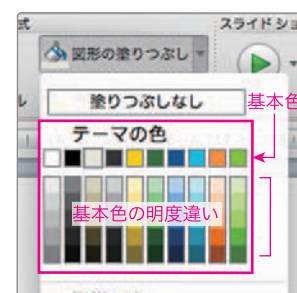 式
スライド ショ
図形の塗りつぶし
ル
塗りつぶしなし
基本色
テーマの色
基本色の明度違い